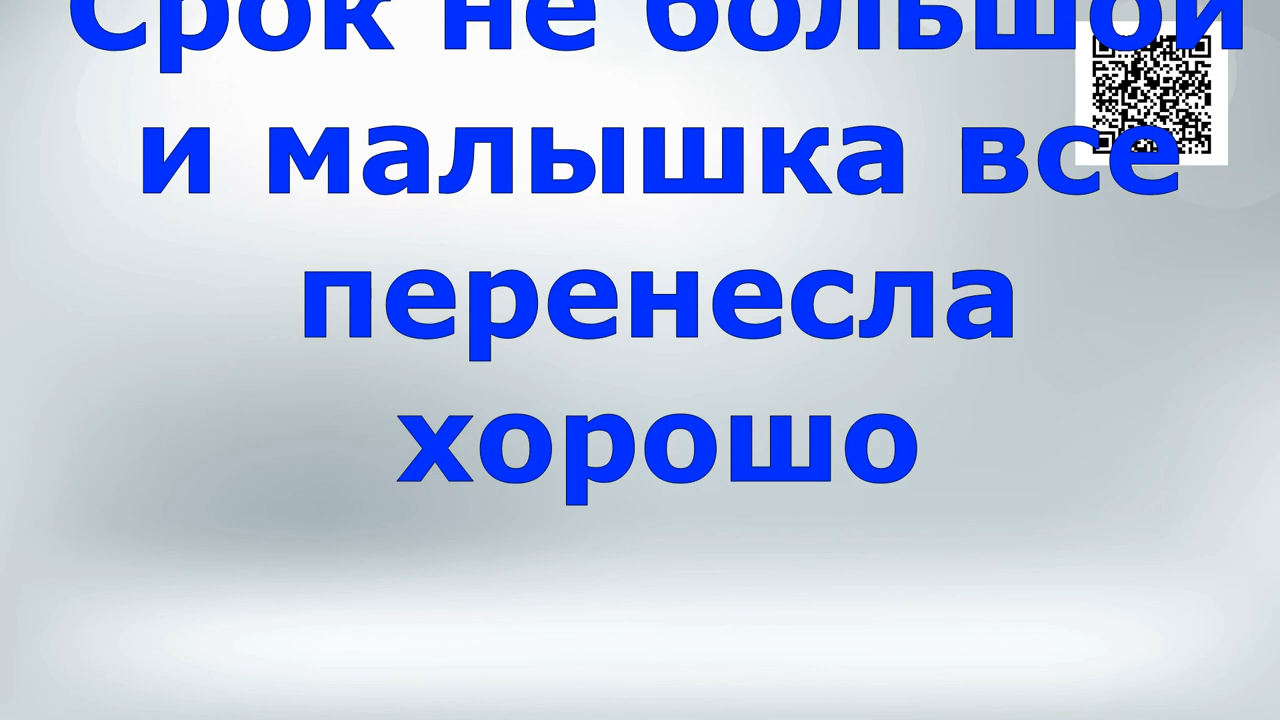 Срок не большой
и малышка все
перенесла
хорошо